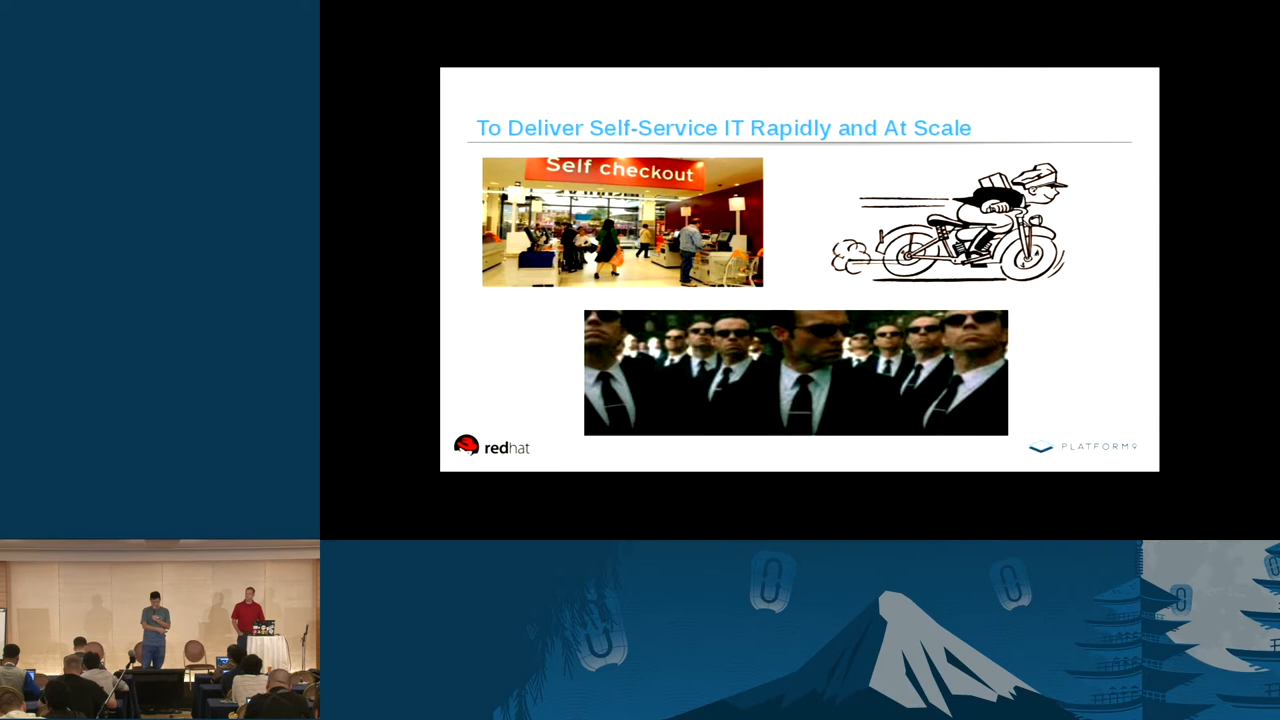 To Deliver Self-Service IT Rapidly and At Scale
Self checkout
redhat
PLATFORM9